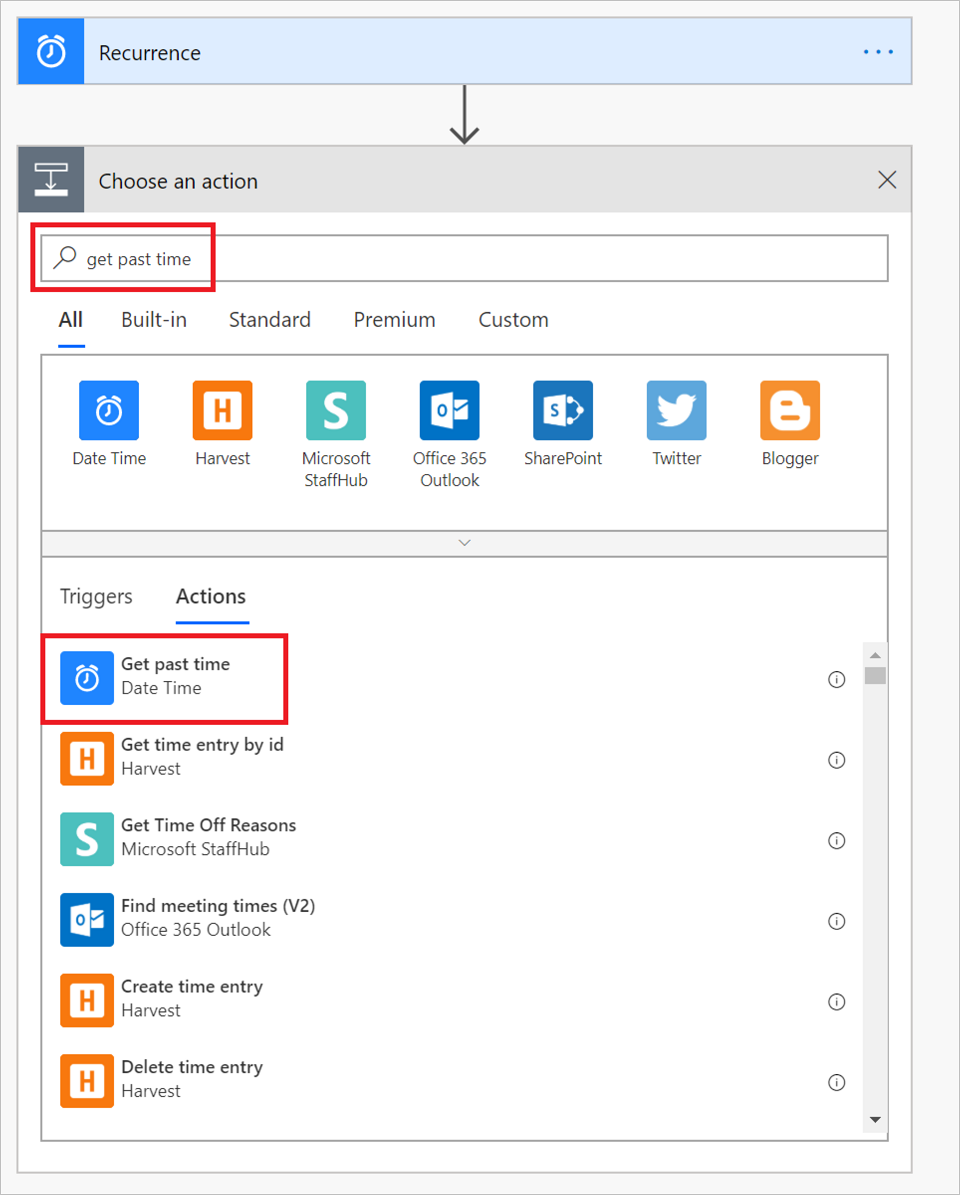 Recurrence
Choose an action
get past time
All Built-in Standard Premium Custom
Date Time Harvest Microsoft StaffHub Office 365 Outlook SharePoint Twitter Blogger
Triggers Actions
Get past time
Date Time
Get time entry by id
Harvest
Get Time Off Reasons
Microsoft StaffHub
Find meeting times (V2)
Office 365 Outlook
Create time entry
Harvest
Delete time entry
Harvest